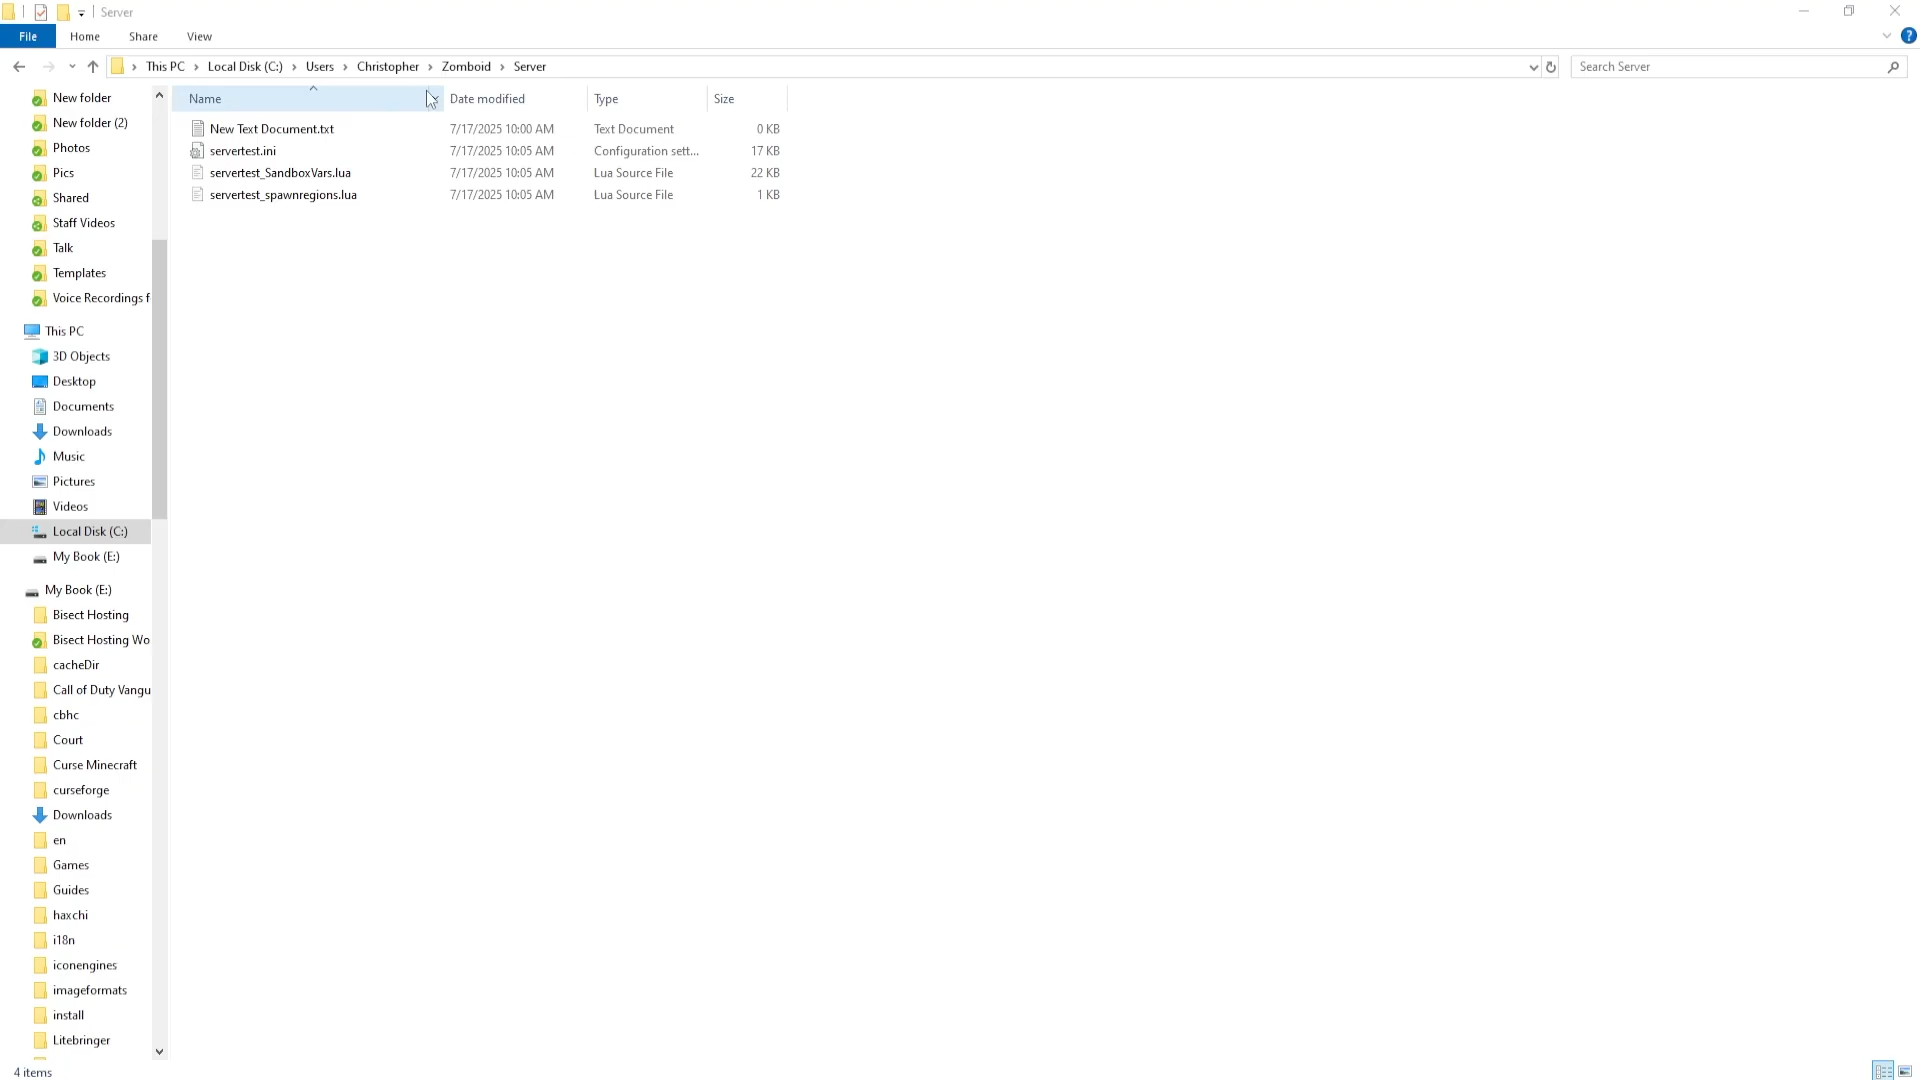 Server
File Home Share View
This PC Local Disk (C:) Users Christopher Zomboid Server
Search Server
Name Date modified Type Size
New Text Document.txt 7/17/2025 10:00 AM Text Document 0 KB
servertest.ini 7/17/2025 10:05 AM Configuration sett... 17 KB
servertest_SandboxVars.lua 7/17/2025 10:05 AM Lua Source File 22 KB
servertest_spawnregions.lua 7/17/2025 10:05 AM Lua Source File 1 KB
New folder
New folder (2)
Photos
Pics
Shared
Staff Videos
Talk
Templates
Voice Recordings f
This PC
3D Objects
Desktop
Documents
Downloads
Music
Pictures
Videos
Local Disk (C:)
My Book (E:)
My Book (E:)
Bisect Hosting
Bisect Hosting Wo
cacheDir
Call of Duty Vangu
cbhc
Court
Curse Minecraft
curseforge
Downloads
en
Games
Guides
haxchi
i18n
iconengines
imageformats
install
Litebringer
4 items